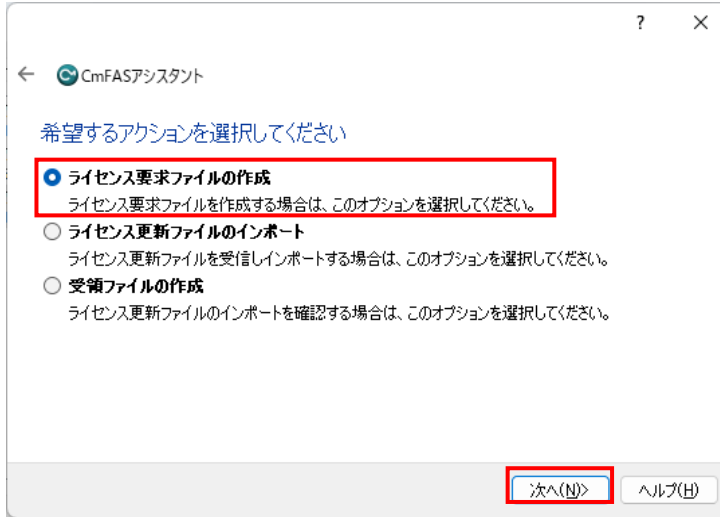 ?
CmFASアシスタント
希望するアクションを選択してください
ライセンス要求ファイルの作成
ライセンス要求ファイルを作成する場合は、このオプションを選択してください。
ライセンス更新ファイルのインポート
ライセンス更新ファイルを受信しインポートする場合は、このオプションを選択してください。
受領ファイルの作成
ライセンス更新ファイルのインポートを確認する場合は、このオプションを選択してください。
次へ(N)> ヘルプ(H)